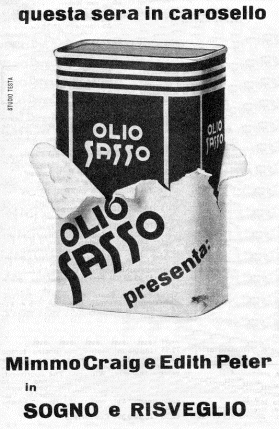 questa sera in carosello
STUDIO TESTA
OLIO
SASSO
OLIO
SASSO
OLIO
SASSO
presenta:
Mimmo Craig e Edith Peter
in
SOGNO e RISVEGLIO